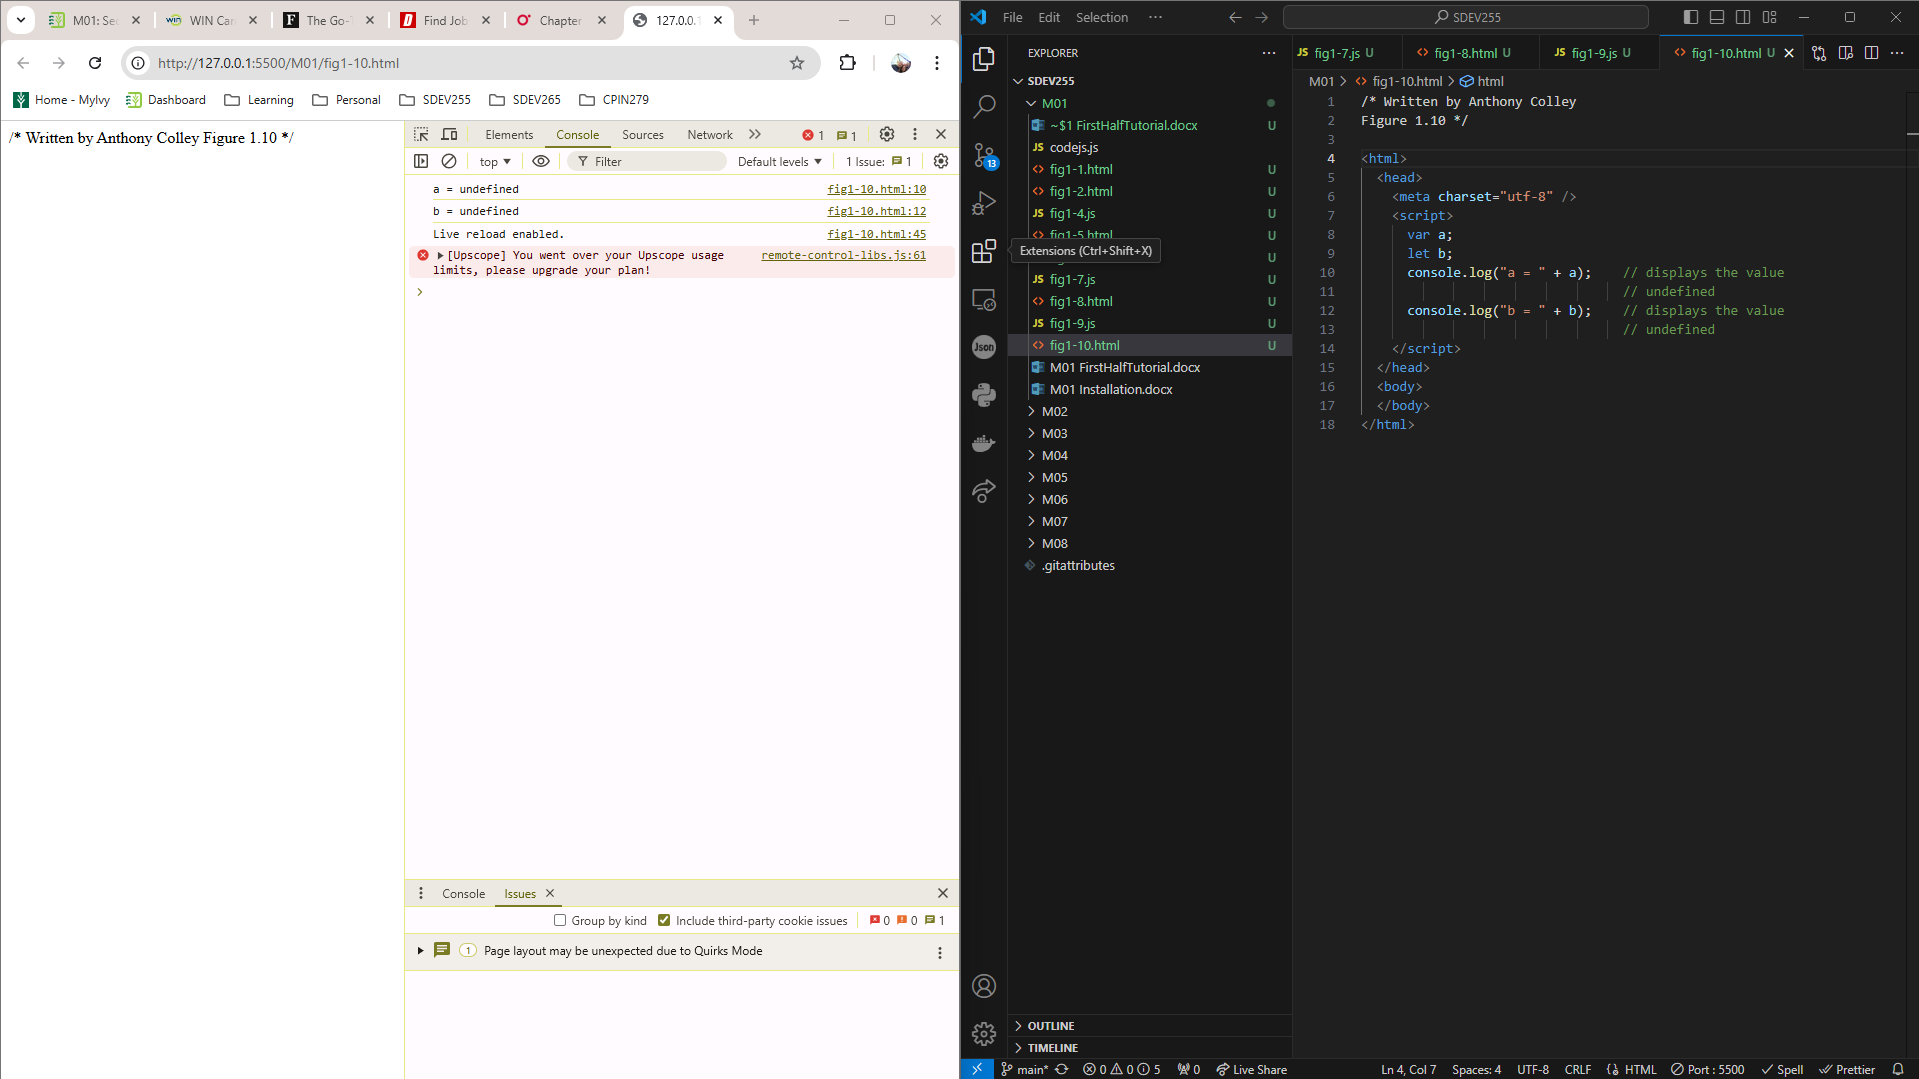 M01: Sec
WIN Car
The Go-T
Find Job
Chapter
127.0.0.1
http://127.0.0.1:5500/M01/fig1-10.html
Home - MyIvy
Dashboard
Learning
Personal
SDEV255
SDEV265
CPIN279
/* Written by Anthony Colley Figure 1.10 */
Elements
Console
Sources
Network
1
1
top
Filter
Default levels
1 Issue:
1
a = undefined fig1-10.html:10
b = undefined fig1-10.html:12
Live reload enabled. fig1-10.html:45
[Upscope] You went over your Upscope usage remote-control-libs.js:61
limits, please upgrade your plan!
Console
Issues
Group by kind
Include third-party cookie issues
0
0
1
1 Page layout may be unexpected due to Quirks Mode
File
Edit
Selection
SDEV255
EXPLORER
SDEV255
M01
~$1 FirstHalfTutorial.docx U
JS codejs.js
fig1-1.html U
fig1-2.html U
JS fig1-4.js U
fig1-5.html U
Extensions (Ctrl+Shift+X)
U
JS fig1-7.js U
fig1-8.html U
JS fig1-9.js U
fig1-10.html U
M01 FirstHalfTutorial.docx
M01 Installation.docx
M02
M03
M04
M05
M06
M07
M08
.gitattributes
13
Json
OUTLINE
TIMELINE
JS fig1-7.js U
fig1-8.html U
JS fig1-9.js U
fig1-10.html U
M01 > fig1-10.html > html
1 /* Written by Anthony Colley
2 Figure 1.10 */
3
4 <html>
5 <head>
6 <meta charset="utf-8" />
7 <script>
8 var a;
9 let b;
10 console.log("a = " + a); // displays the value
11 // undefined
12 console.log("b = " + b); // displays the value
13 // undefined
14 </script>
15 </head>
16 <body>
17 </body>
18 </html>
main*
0
0
5
0
Live Share
Ln 4, Col 7
Spaces: 4
UTF-8
CRLF
HTML
Port : 5500
Spell
Prettier